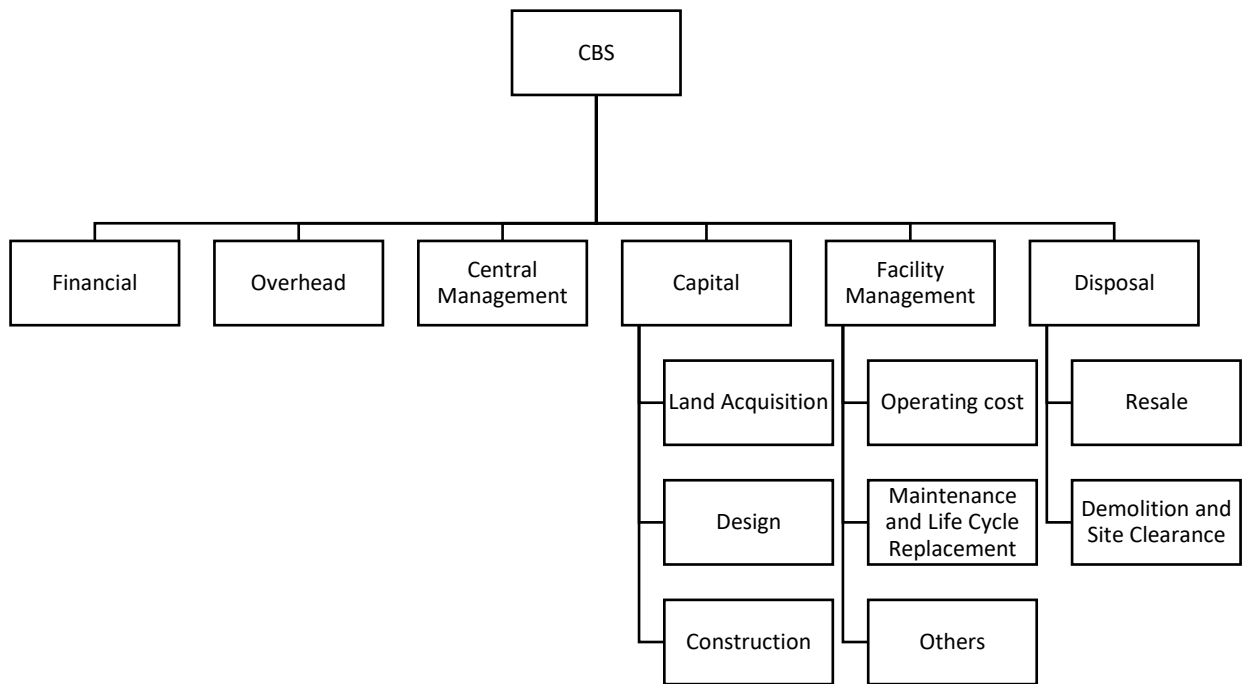 CBS
Financial
Overhead
Central
Management
Capital
Facility
Management
Disposal
Land Acquisition
Operating cost
Resale
Design
Maintenance
and Life Cycle
Replacement
Demolition and
Site Clearance
Construction
Others